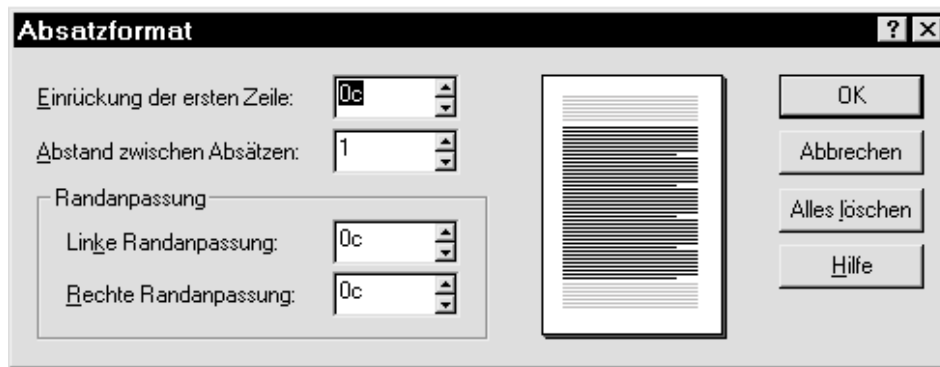 Absatzformat
Einrückung der ersten Zeile: 0c
Abstand zwischen Absätzen: 1
Randanpassung
Linke Randanpassung: 0c
Rechte Randanpassung: 0c
OK
Abbrechen
Alles löschen
Hilfe